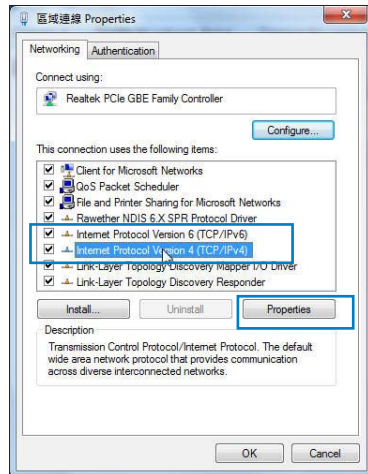 區域連線 Properties
Networking Authentication
Connect using:
Realtek PCIe GBE Family Controller
Configure...
This connection uses the following items:
Client for Microsoft Networks
QoS Packet Scheduler
File and Printer Sharing for Microsoft Networks
Rawether NDIS 6.X SPR Protocol Driver
Internet Protocol Version 6 (TCP/IPv6)
Internet Protocol Version 4 (TCP/IPv4)
Link-Layer Topology Discovery Mapper I/O Driver
Link-Layer Topology Discovery Responder
Install... Uninstall Properties
Description
Transmission Control Protocol/Internet Protocol. The default
wide area network protocol that provides communication
across diverse interconnected networks.
OK Cancel